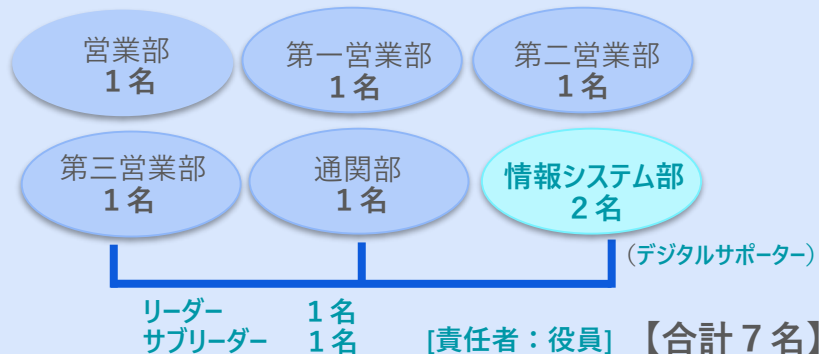 営業部
1名
第一営業部
1名
第二営業部
1名
第三営業部
1名
通関部
1名
情報システム部
2名
（デジタルサポーター）
リーダー 1名
サブリーダー 1名
[責任者：役員]
【合計７名】